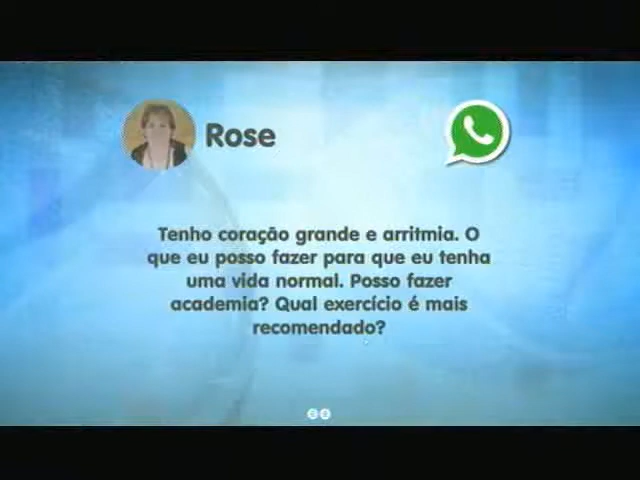 Rose
Tenho coração grande e arritmia. O
que eu posso fazer para que eu tenha
uma vida normal. Posso fazer
academia? Qual exercício é mais
recomendado?